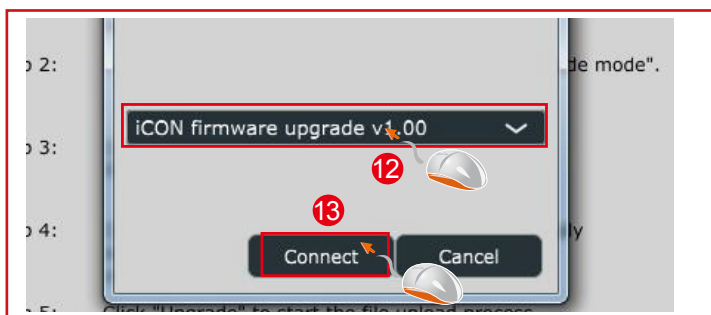 p 2: de mode".
iCON firmware upgrade v1.00
p 3:
12
13
p 4: ly
Connect Cancel
p 5: Click "Upgrade" to start the file upload process